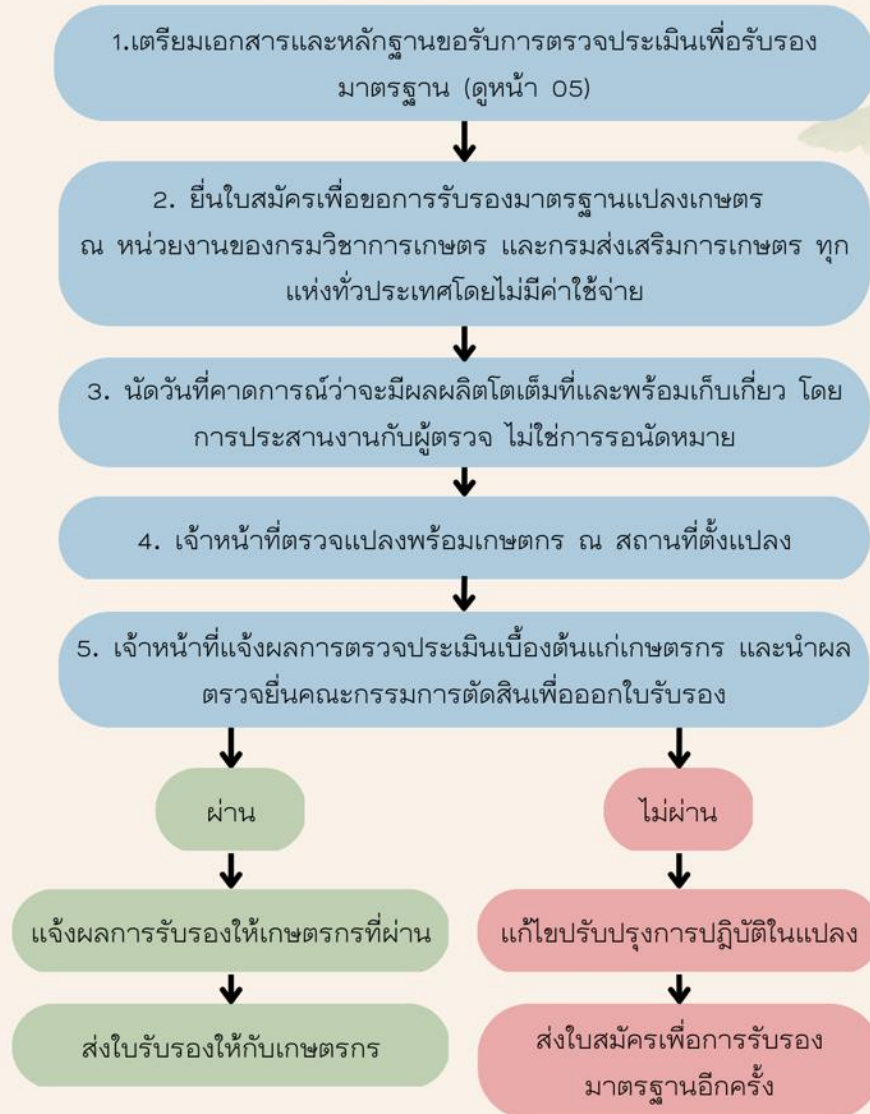 1.เตรียมเอกสารและหลักฐานขอรับการตรวจประเมินเพื่อรับรอง
มาตรฐาน (ดูหน้า 05)
2. ยื่นใบสมัครเพื่อขอการรับรองมาตรฐานแปลงเกษตร
ณ หน่วยงานของกรมวิชาการเกษตร และกรมส่งเสริมการเกษตร ทุก
แห่งทั่วประเทศโดยไม่มีค่าใช้จ่าย
3. นัดวันที่คาดการณ์ว่าจะมีผลผลิตโตเต็มที่และพร้อมเก็บเกี่ยว โดย
การประสานงานกับผู้ตรวจ ไม่ใช่การรอนัดหมาย
4. เจ้าหน้าที่ตรวจแปลงพร้อมเกษตกร ณ สถานที่ตั้งแปลง
5. เจ้าหน้าที่แจ้งผลการตรวจประเมินเบื้องต้นแก่เกษตรกร และนำผล
ตรวจยื่นคณะกรรมการตัดสินเพื่อออกใบรับรอง
ผ่าน
ไม่ผ่าน
แจ้งผลการรับรองให้เกษตรกรที่ผ่าน
แก้ไขปรับปรุงการปฏิบัติในแปลง
ส่งใบรับรองให้กับเกษตรกร
ส่งใบสมัครเพื่อการรับรอง
มาตรฐานอีกครั้ง